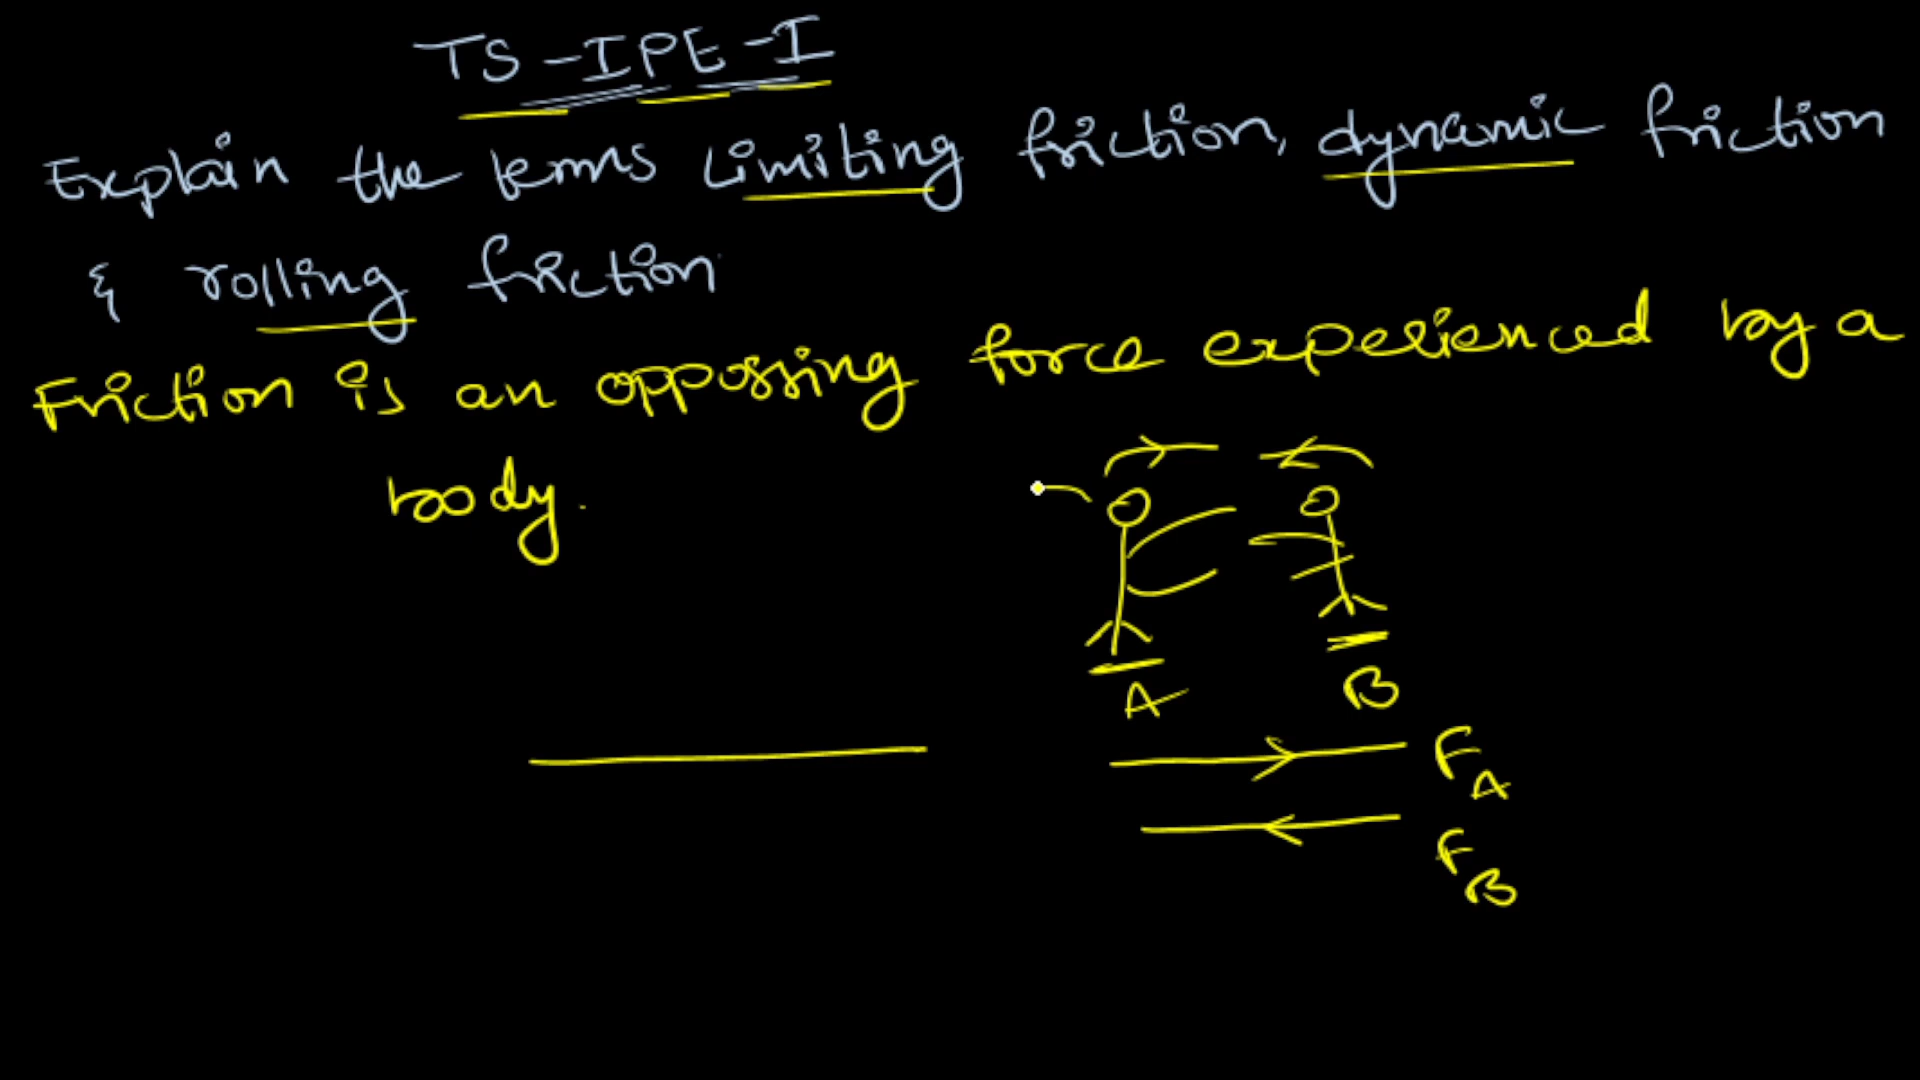 TS-IPE-I
Explain the terms Limiting friction, dynamic friction
& rolling friction
Friction is an opposing force experienced by a
body.
A
B
FA
FB